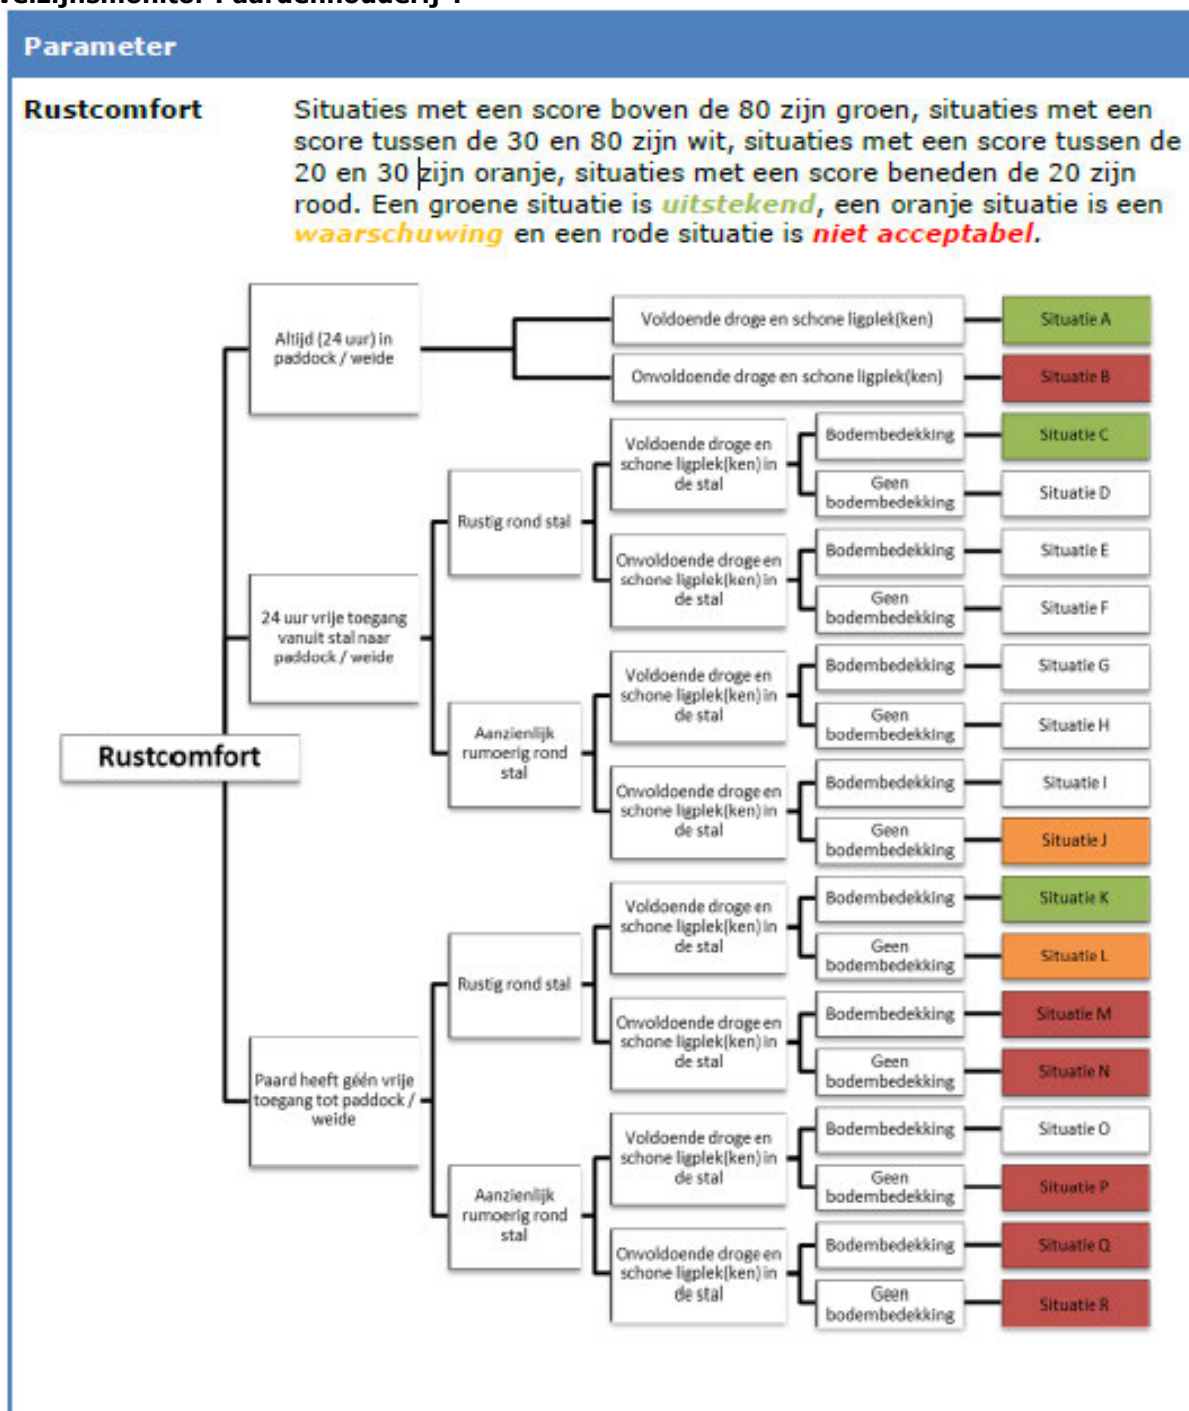 Parameter
Rustcomfort
Situaties met een score boven de 80 zijn groen, situaties met een
score tussen de 30 en 80 zijn wit, situaties met een score tussen de
20 en 30 zijn oranje, situaties met een score beneden de 20 zijn
rood. Een groene situatie is uitstekend, een oranje situatie is een
waarschuwing en een rode situatie is niet acceptabel.
Rustcomfort
Altijd (24 uur) in
paddock / weide
Voldoende droge en schone ligplek(ken)
Situatie A
Onvoldoende droge en schone ligplek(ken)
Situatie B
24 uur vrije toegang
vanuit stal naar
paddock / weide
Rustig rond stal
Voldoende droge en
schone ligplek(ken) in
de stal
Bodembedekking
Situatie C
Geen
bodembedekking
Situatie D
Onvoldoende droge en
schone ligplek(ken) in
de stal
Bodembedekking
Situatie E
Geen
bodembedekking
Situatie F
Aanzienlijk
rumoerig rond
stal
Voldoende droge en
schone ligplek(ken) in
de stal
Bodembedekking
Situatie G
Geen
bodembedekking
Situatie H
Onvoldoende droge en
schone ligplek(ken) in
de stal
Bodembedekking
Situatie I
Geen
bodembedekking
Situatie J
Paard heeft géén vrije
toegang tot paddock /
weide
Rustig rond stal
Voldoende droge en
schone ligplek(ken) in
de stal
Bodembedekking
Situatie K
Geen
bodembedekking
Situatie L
Onvoldoende droge en
schone ligplek(ken) in
de stal
Bodembedekking
Situatie M
Geen
bodembedekking
Situatie N
Aanzienlijk
rumoerig rond
stal
Voldoende droge en
schone ligplek(ken) in
de stal
Bodembedekking
Situatie O
Geen
bodembedekking
Situatie P
Onvoldoende droge en
schone ligplek(ken) in
de stal
Bodembedekking
Situatie Q
Geen
bodembedekking
Situatie R